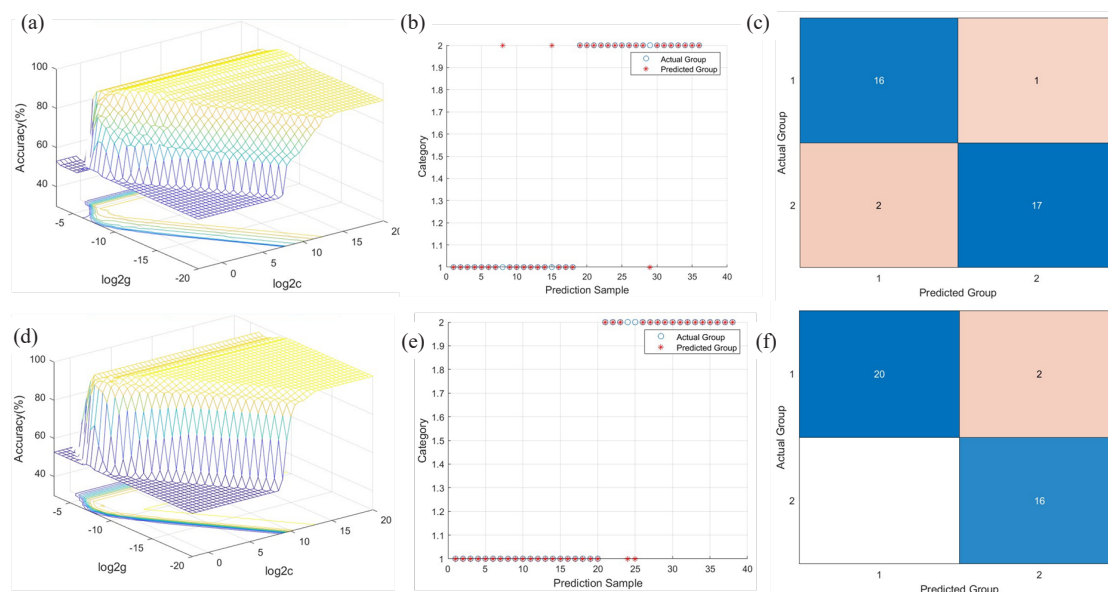 (a)
100
80
60
40
Accuracy(%)
-5
-10
-15
-20
log2g
0
5
10
15
20
log2c
(b)
2
1.9
1.8
1.7
1.6
1.5
1.4
1.3
1.2
1.1
1
Category
Actual Group
Predicted Group
0 5 10 15 20 25 30 35 40
Prediction Sample
(c)
Actual Group
1
16 1
2
2 17
1 2
Predicted Group
(d)
100
80
60
40
Accuracy(%)
-5
-10
-15
-20
log2g
0
5
10
15
20
log2c
(e)
2
1.9
1.8
1.7
1.6
1.5
1.4
1.3
1.2
1.1
1
Category
Actual Group
Predicted Group
0 5 10 15 20 25 30 35 40
Prediction Sample
(f)
Actual Group
1
20 2
2
16
1 2
Predicted Group